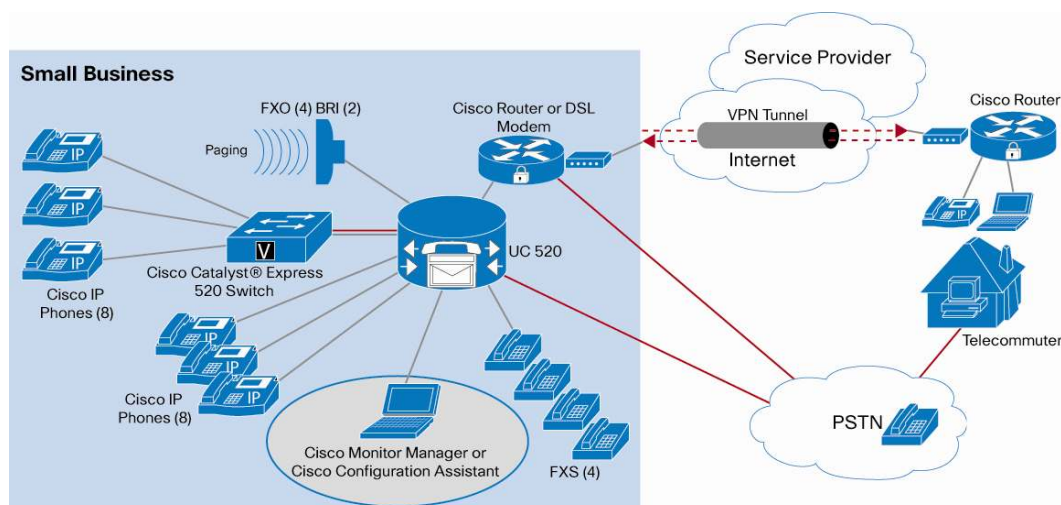 Small Business
Service Provider
VPN Tunnel
Internet
Cisco Router
FXO (4) BRI (2)
Cisco Router or DSL
Modem
Paging
IP
IP
IP
Cisco IP
Phones (8)
V
Cisco Catalyst® Express
520 Switch
UC 520
IP
IP
IP
Cisco IP
Phones (8)
Cisco Monitor Manager or
Cisco Configuration Assistant
FXS (4)
IP
Telecommuter
PSTN